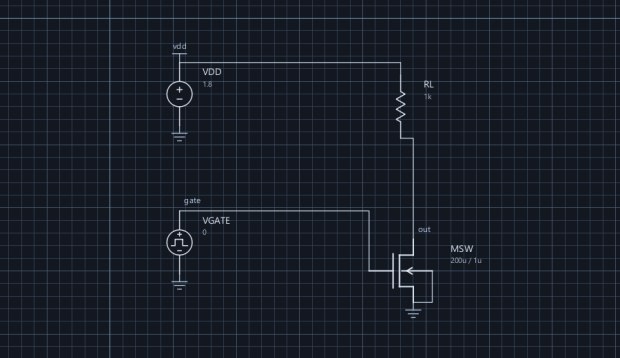 vdd
VDD
1.8
RL
1k
gate
VGATE
0
out
MSW
200u / 1u